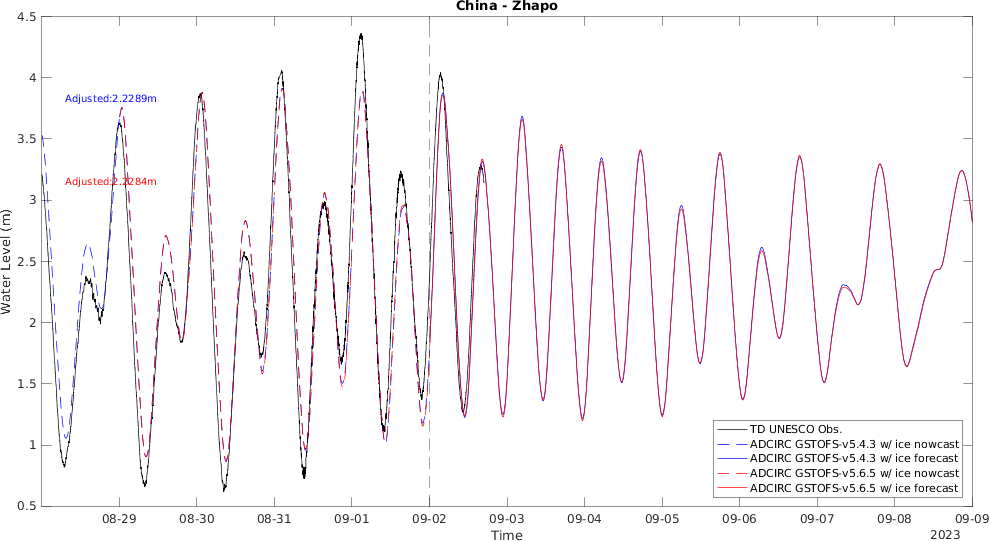 China - Zhapo
4.5
4
3.5
3
2.5
2
1.5
1
0.5
Water Level (m)
Adjusted:2.2289m
Adjusted:2.2284m
TD UNESCO Obs.
ADCIRC GSTOFS-v5.4.3 w/ ice nowcast
ADCIRC GSTOFS-v5.4.3 w/ ice forecast
ADCIRC GSTOFS-v5.6.5 w/ ice nowcast
ADCIRC GSTOFS-v5.6.5 w/ ice forecast
08-29 08-30 08-31 09-01 09-02 09-03 09-04 09-05 09-06 09-07 09-08 09-09
Time
2023